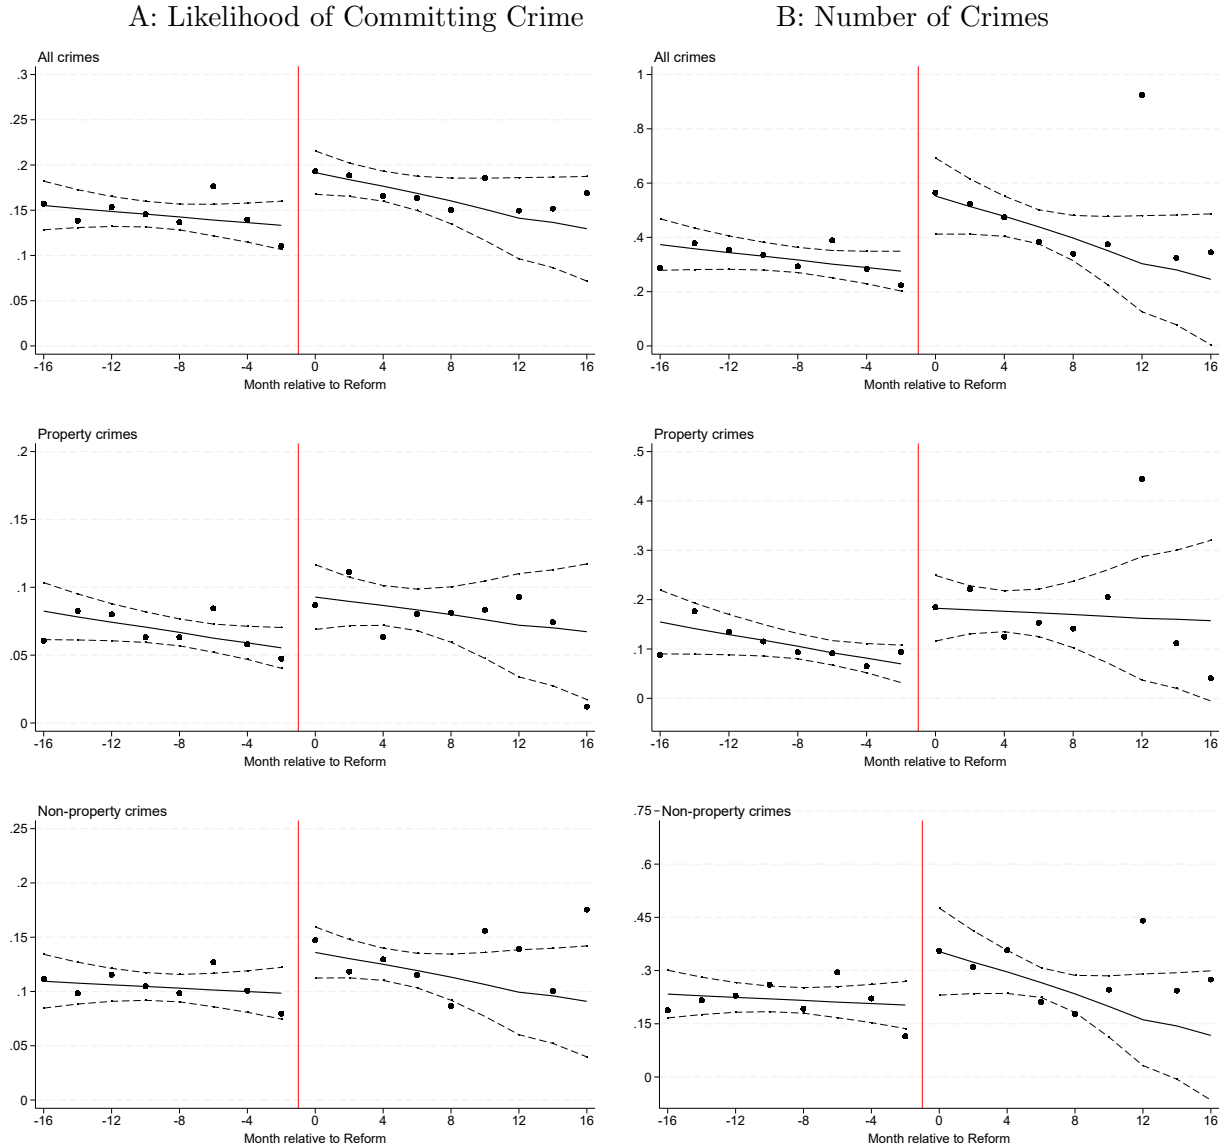 A: Likelihood of Committing Crime
B: Number of Crimes
All crimes
.3
.25
.2
.15
.1
.05
0
-16 -12 -8 -4 0 4 8 12 16
Month relative to Reform
All crimes
1
.8
.6
.4
.2
0
-16 -12 -8 -4 0 4 8 12 16
Month relative to Reform
Property crimes
.2
.15
.1
.05
0
-16 -12 -8 -4 0 4 8 12 16
Month relative to Reform
Property crimes
.5
.4
.3
.2
.1
0
-16 -12 -8 -4 0 4 8 12 16
Month relative to Reform
Non-property crimes
.25
.2
.15
.1
.05
0
-16 -12 -8 -4 0 4 8 12 16
Month relative to Reform
Non-property crimes
.75
.6
.45
.3
.15
0
-16 -12 -8 -4 0 4 8 12 16
Month relative to Reform